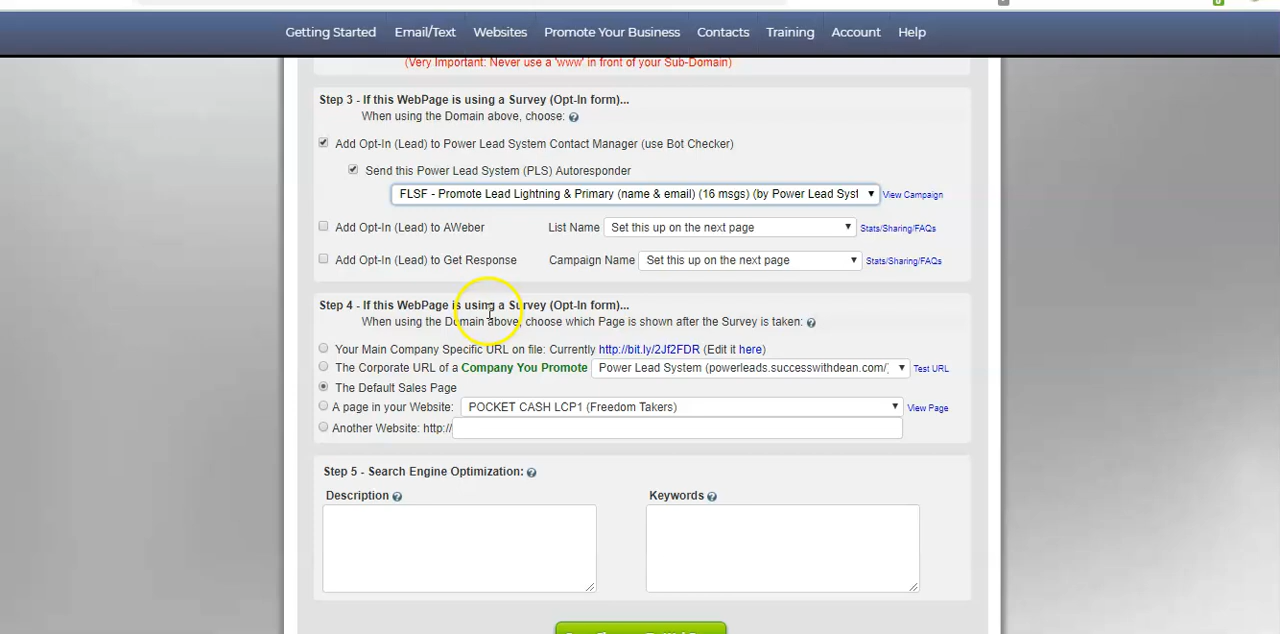 Getting Started Email/Text Websites Promote Your Business Contacts Training Account Help
(Very Important: Never use a 'www' in front of your Sub-Domain)
Step 3 - If this WebPage is using a Survey (Opt-In form)...
When using the Domain above, choose:
Add Opt-In (Lead) to Power Lead System Contact Manager (use Bot Checker)
Send this Power Lead System (PLS) Autoresponder
FLSF - Promote Lead Lightning & Primary (name & email) (16 msgs) (by Power Lead Syst View Campaign
Add Opt-In (Lead) to AWeber List Name Set this up on the next page Stats/Sharing/FAQs
Add Opt-In (Lead) to Get Response Campaign Name Set this up on the next page Stats/Sharing/FAQs
Step 4 - If this WebPage is using a Survey (Opt-In form)...
When using the Domain above, choose which Page is shown after the Survey is taken:
Your Main Company Specific URL on file: Currently http://bit.ly/2Jf2FDR (Edit it here)
The Corporate URL of a Company You Promote Power Lead System (powerleads.successwithdean.com/) Test URL
The Default Sales Page
A page in your Website: POCKET CASH LCP1 (Freedom Takers) View Page
Another Website: http://
Step 5 - Search Engine Optimization:
Description Keywords